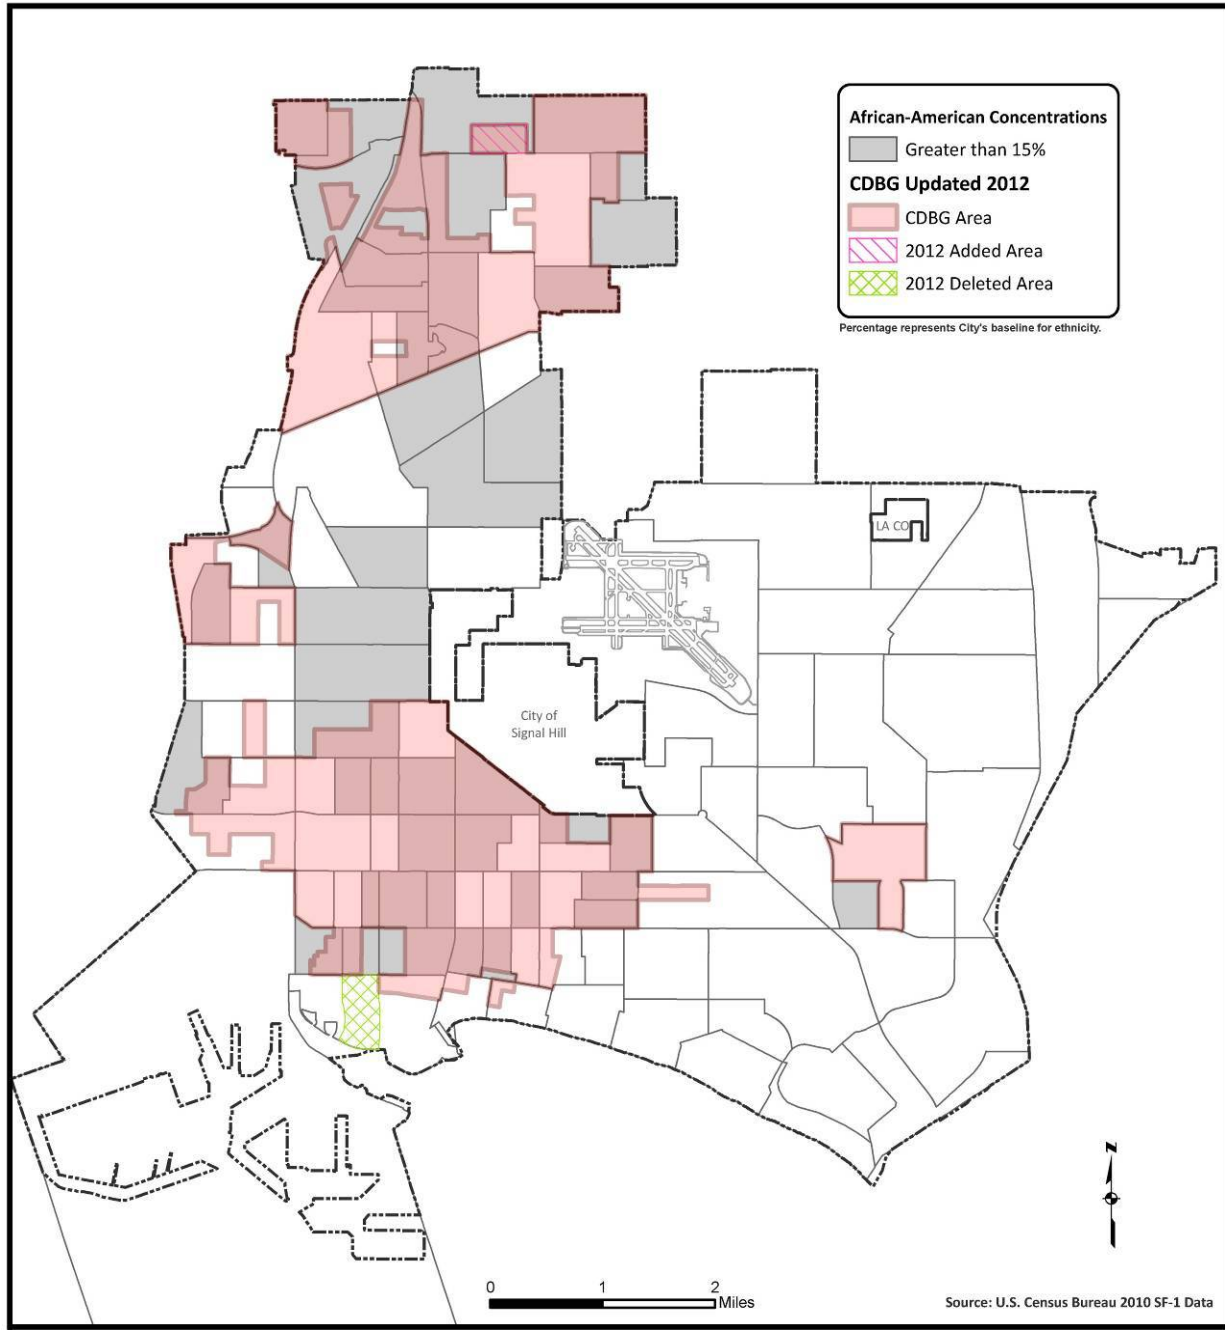 African-American Concentrations
Greater than 15%
CDBG Updated 2012
CDBG Area
2012 Added Area
2012 Deleted Area
Percentage represents City's baseline for ethnicity.
LA CO
City of
Signal Hill
N
0 1 2
Miles
Source: U.S. Census Bureau 2010 SF-1 Data